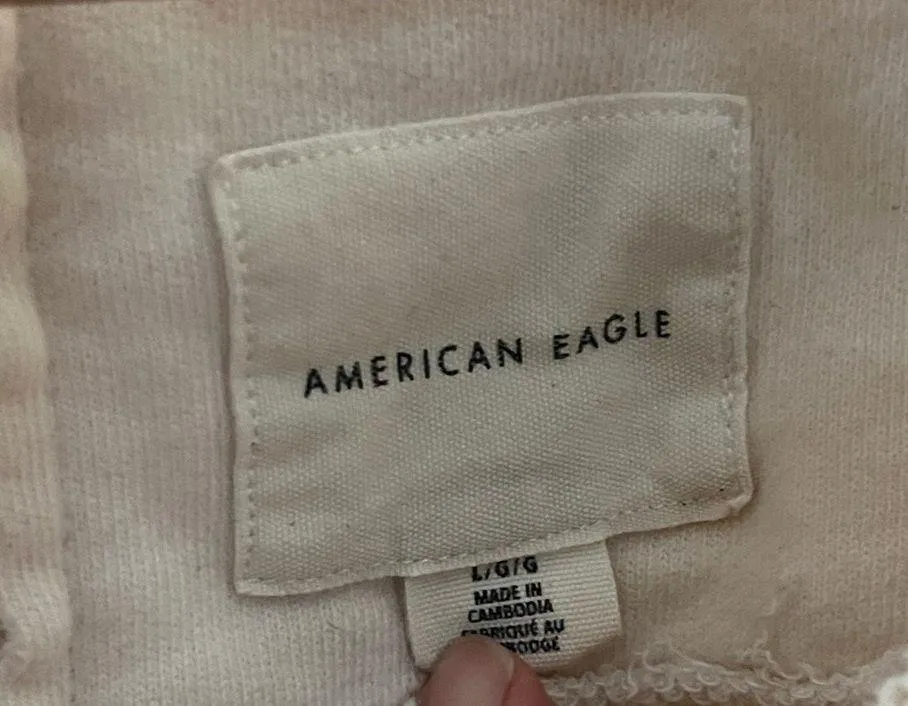 AMERICAN EAGLE
L/G/G
MADE IN
CAMBODIA
FABRIQUÉ AU